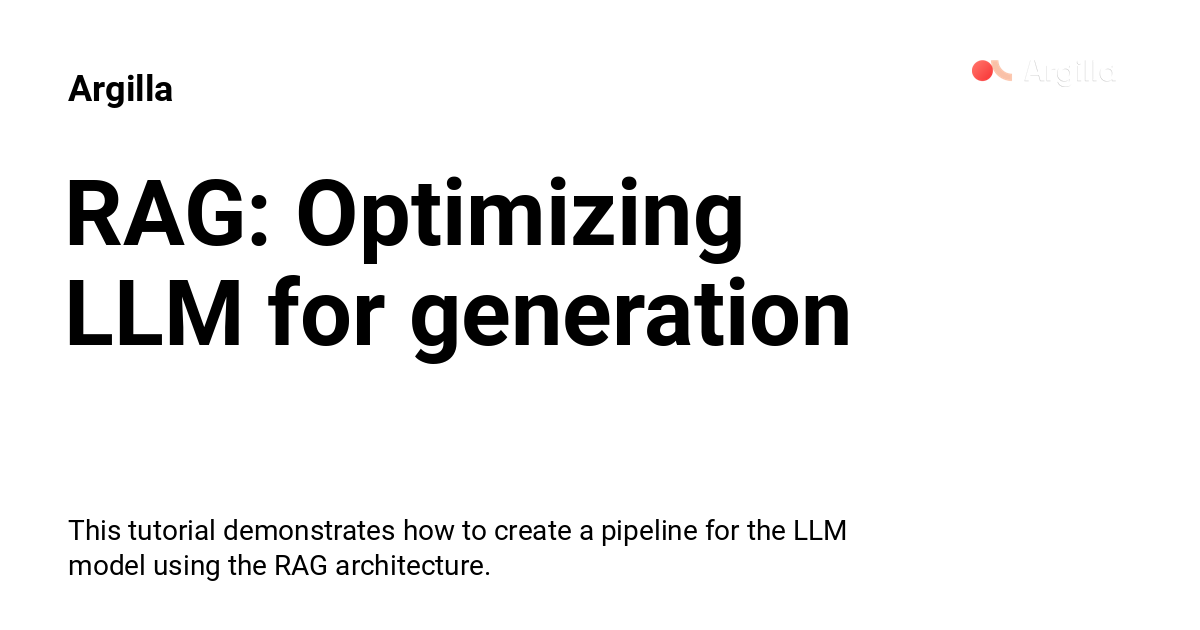 Argilla
Argilla
RAG: Optimizing
LLM for generation
This tutorial demonstrates how to create a pipeline for the LLM
model using the RAG architecture.